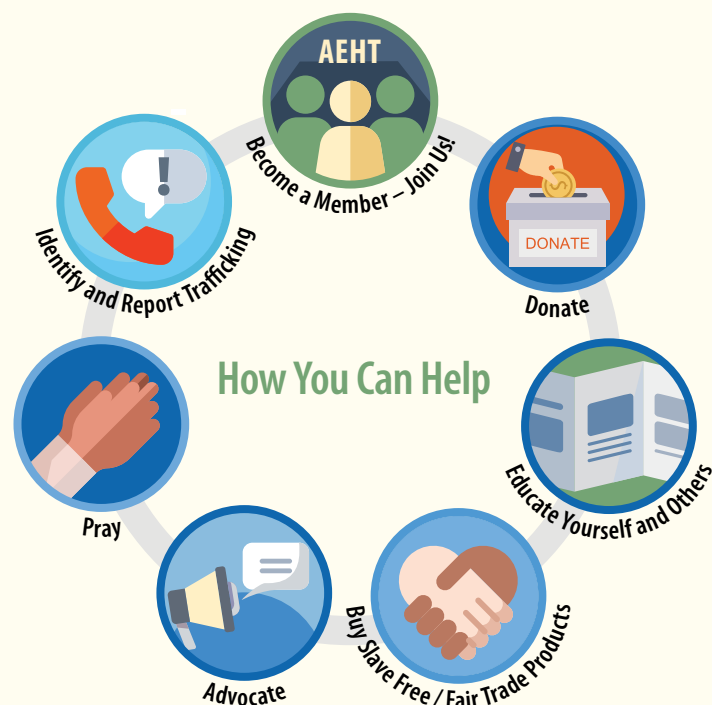 AEHT
Become a Member – Join Us!
DONATE
Donate
Educate Yourself and Others
Buy Slave Free / Fair Trade Products
Advocate
Pray
Identify and Report Trafficking
How You Can Help